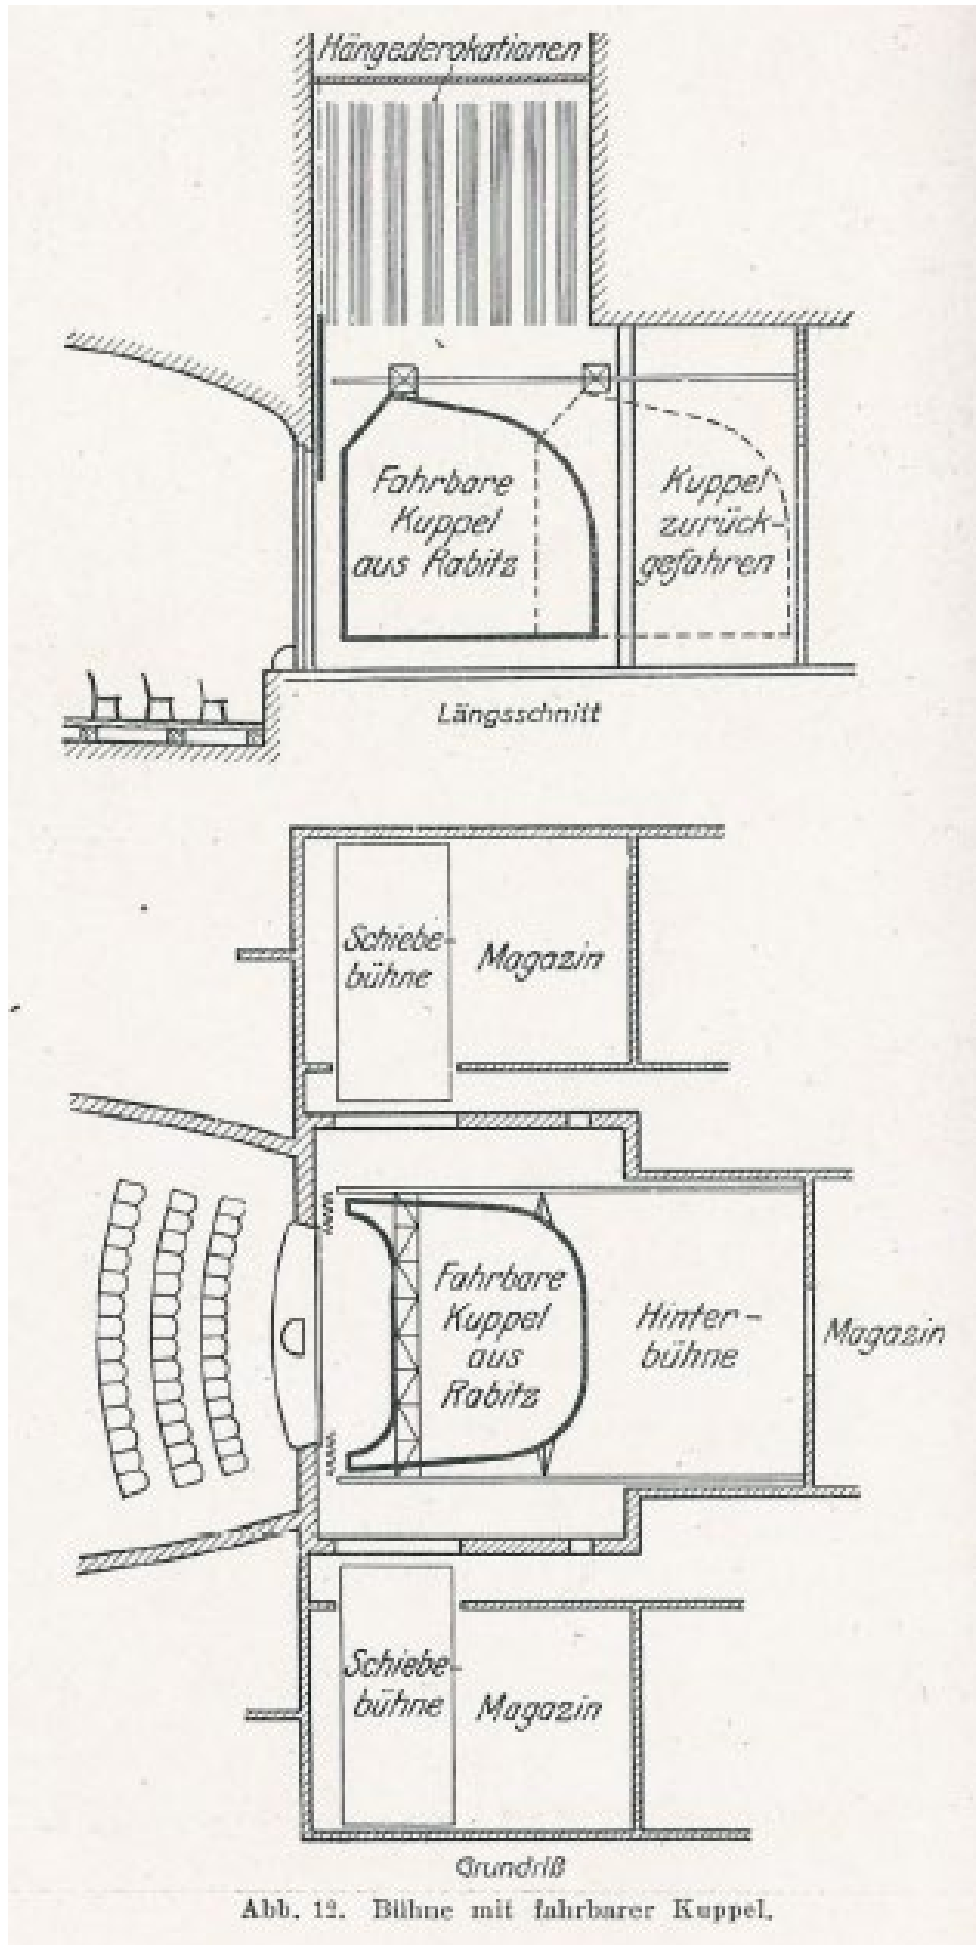 Hängederokationen
Fahrbare
Kuppel
aus Rabitz
Kuppel
zurück-
gefahren
Längsschnitt
Schiebe-
bühne
Magazin
Fahrbare
Kuppel
aus
Rabitz
Hinter-
bühne
Magazin
Schiebe-
bühne
Magazin
Grundriß
Abb. 12. Bühne mit fahrbarer Kuppel.